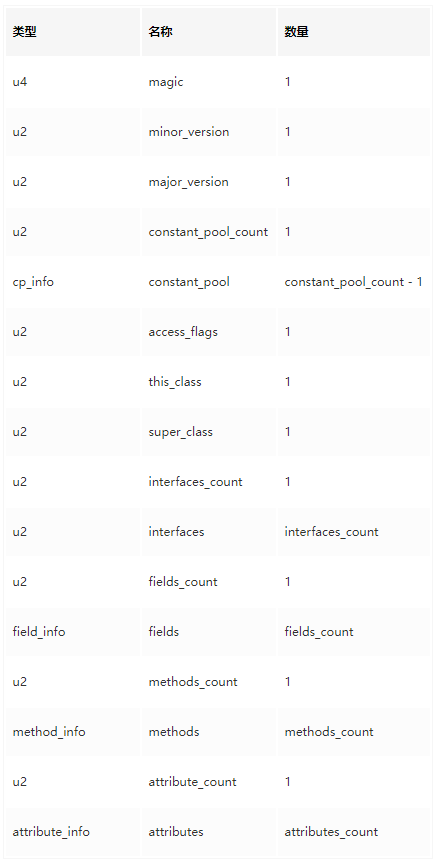 类型 名称 数量
u4 magic 1
u2 minor_version 1
u2 major_version 1
u2 constant_pool_count 1
cp_info constant_pool constant_pool_count - 1
u2 access_flags 1
u2 this_class 1
u2 super_class 1
u2 interfaces_count 1
u2 interfaces interfaces_count
u2 fields_count 1
field_info fields fields_count
u2 methods_count 1
method_info methods methods_count
u2 attribute_count 1
attribute_info attributes attributes_count